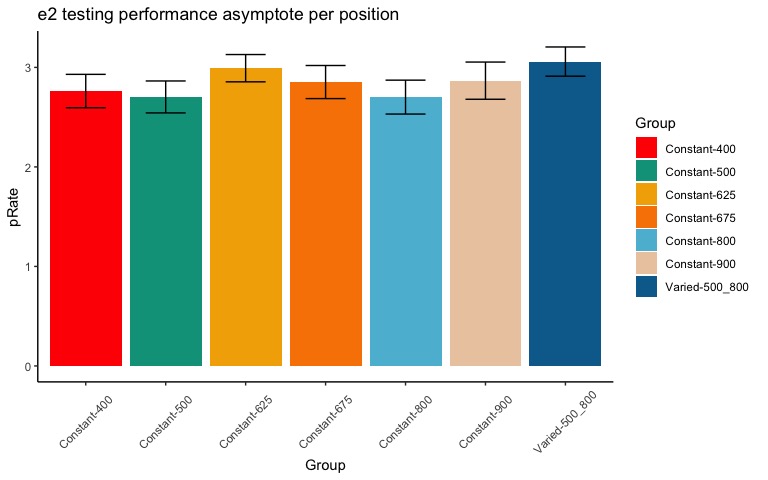 e2 testing performance asymptote per position
3
2
1
0
pRate
Constant-400
Constant-500
Constant-625
Constant-675
Constant-800
Constant-900
Varied-500_800
Group
Group
Constant-400
Constant-500
Constant-625
Constant-675
Constant-800
Constant-900
Varied-500_800